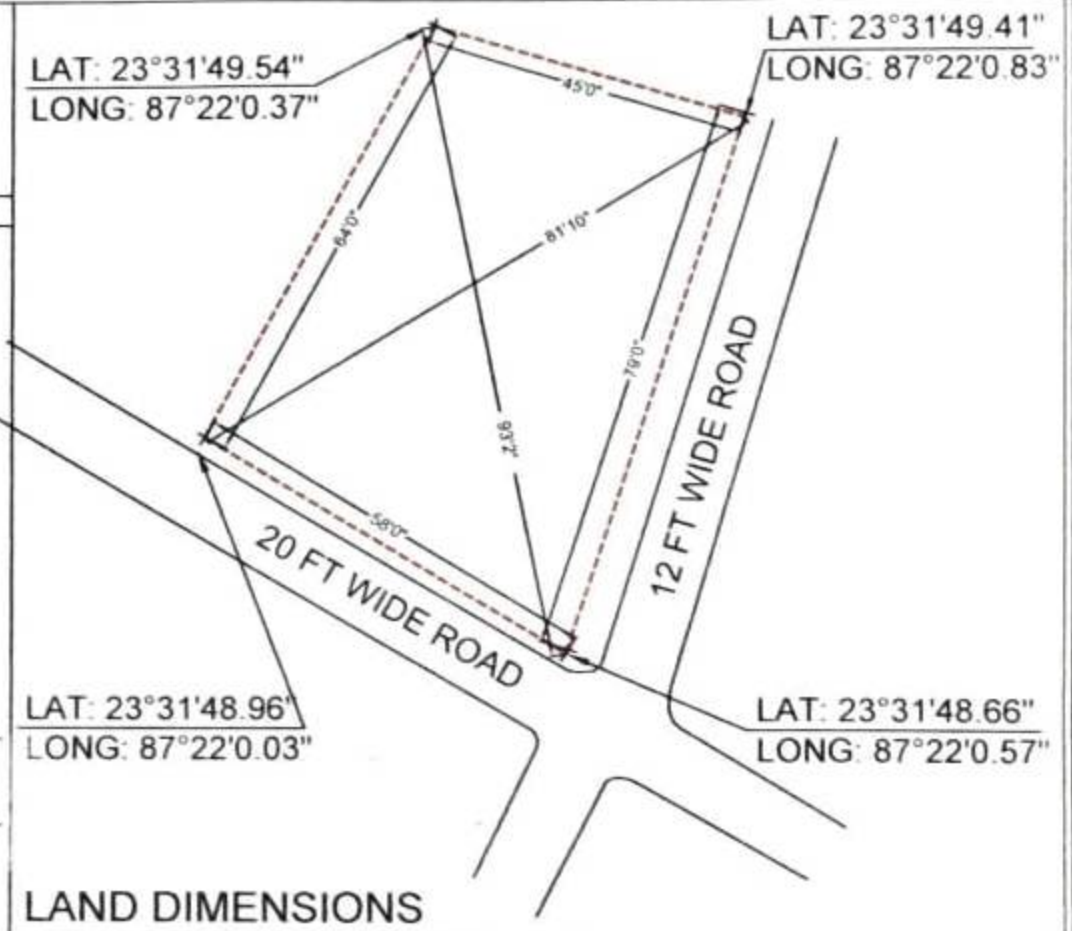 LAT: 23°31'49.54"
LONG: 87°22'0.37"
LAT: 23°31'49.41"
LONG: 87°22'0.83"
45'0"
64'0"
81'10"
79'0"
93'2"
58'0"
12 FT WIDE ROAD
20 FT WIDE ROAD
LAT: 23°31'48.96"
LONG: 87°22'0.03"
LAT: 23°31'48.66"
LONG: 87°22'0.57"
LAND DIMENSIONS